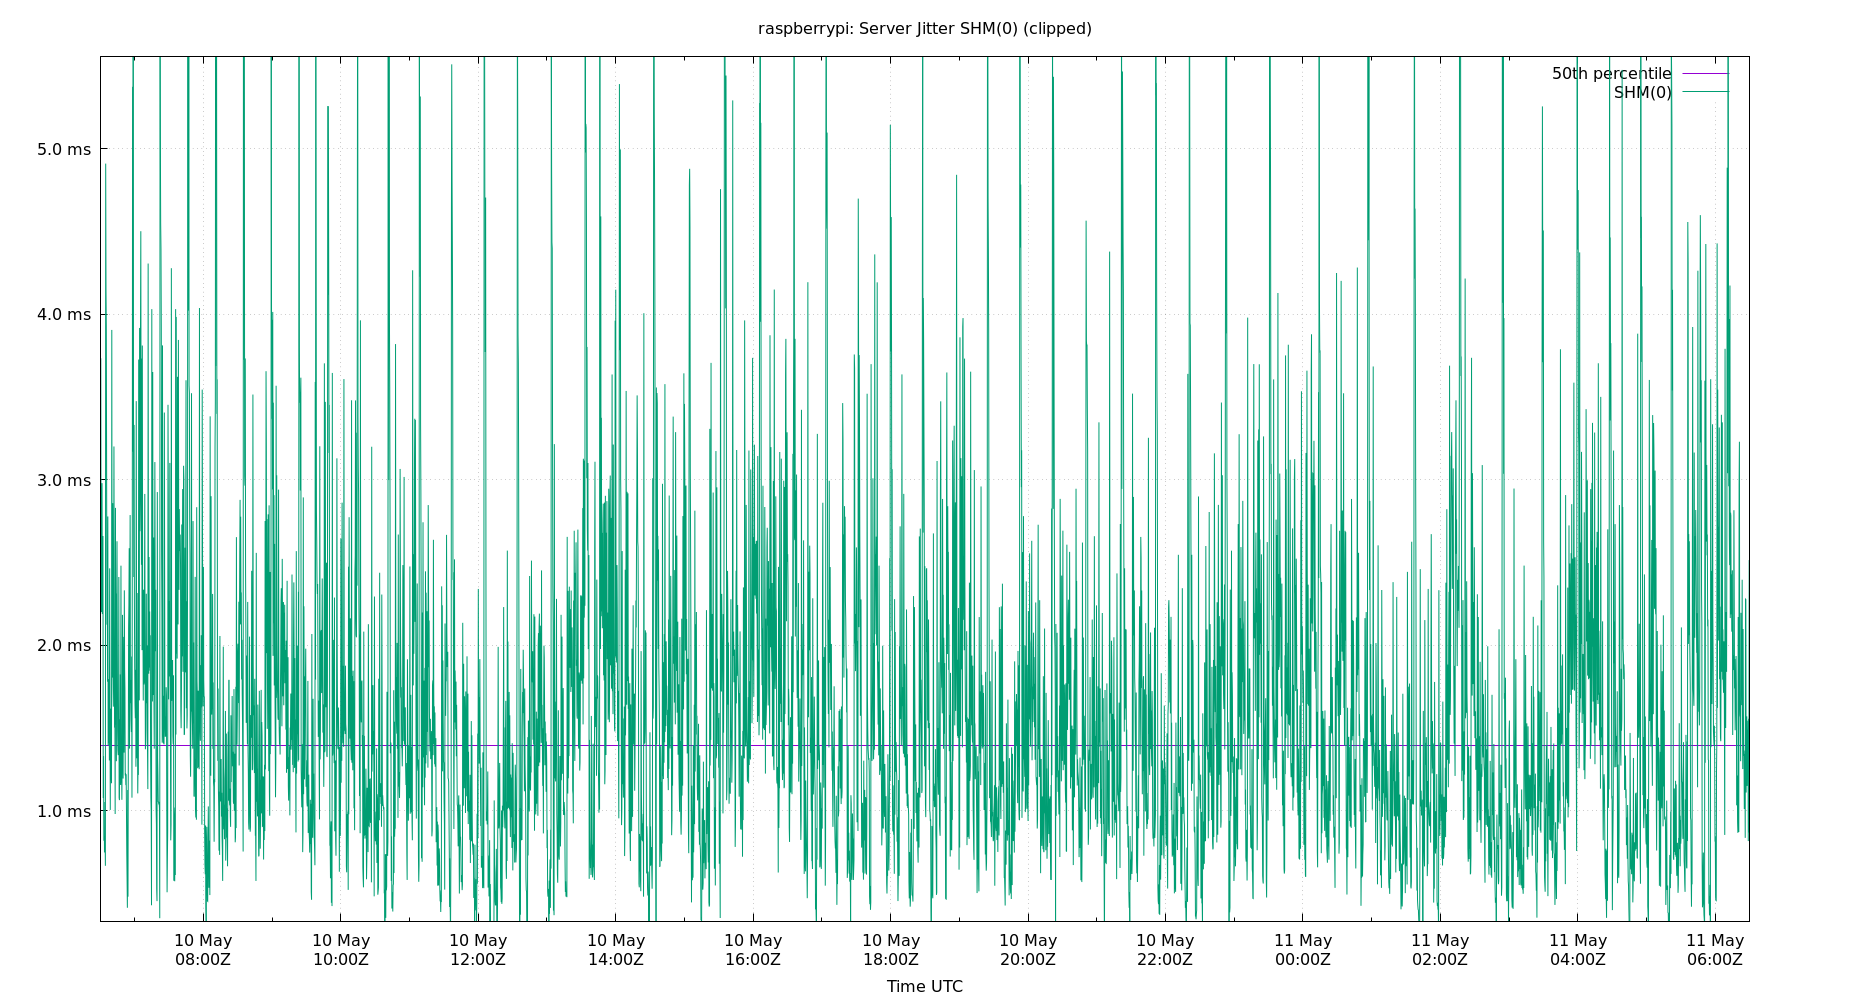 raspberrypi: Server Jitter SHM(0) (clipped)
50th percentile
SHM(0)
5.0 ms
4.0 ms
3.0 ms
2.0 ms
1.0 ms
10 May 10 May 10 May 10 May 10 May 10 May 10 May 10 May 11 May 11 May 11 May 11 May
08:00Z 10:00Z 12:00Z 14:00Z 16:00Z 18:00Z 20:00Z 22:00Z 00:00Z 02:00Z 04:00Z 06:00Z
Time UTC